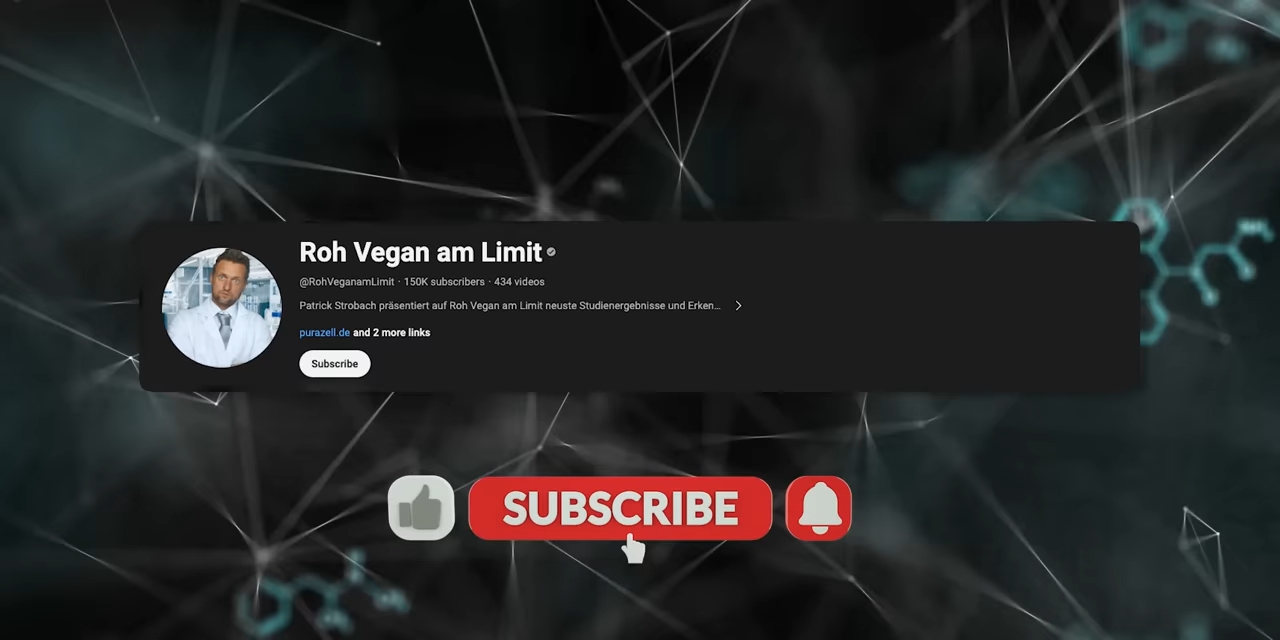 Roh Vegan am Limit
@RohVeganamLimit · 150K subscribers · 434 videos
Patrick Strobach präsentiert auf Roh Vegan am Limit neuste Studienergebnisse und Erken...
purazell.de and 2 more links
Subscribe
SUBSCRIBE